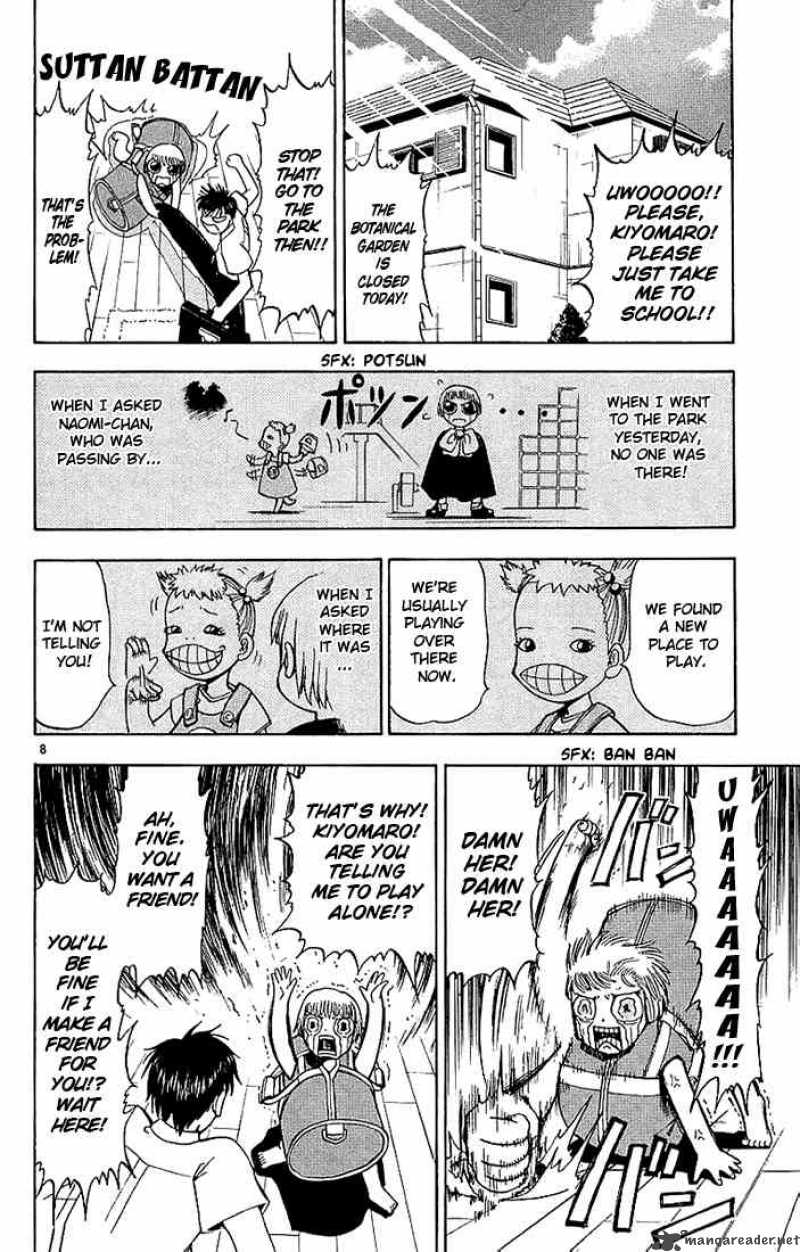 UWOOOOO!!
PLEASE,
KIYOMARO!
PLEASE
JUST TAKE
ME TO
SCHOOL!!
THE
BOTANICAL
GARDEN
IS
CLOSED
TODAY!
SUTTAN BATTAN
STOP
THAT! GO
TO
THE
PARK
THEN!!
THAT'S
THE
PROB-
LEM!
SFX: POTSUN
WHEN I WENT
TO THE PARK
YESTERDAY,
NO ONE WAS
THERE!
ポツン
WHEN I ASKED
NAOMI-CHAN,
WHO WAS
PASSING BY...
WE FOUND
A NEW
PLACE TO
PLAY.
WE'RE
USUALLY
PLAYING
OVER
THERE
NOW.
WHEN I
ASKED
WHERE IT
WAS
...
I'M NOT
TELLING
YOU!
8
SFX: BAN BAN
UWAAAAAAAA!!!
バン
DAMN
HER!
DAMN
HER!
バン
THAT'S WHY!
KIYOMARO!
ARE YOU
TELLING
ME TO PLAY
ALONE!?
AH,
FINE.
YOU
WANT A
FRIEND!
YOU'LL
BE
FINE
IF I
MAKE A
FRIEND
FOR
YOU!?
WAIT
HERE!
mangareader.net